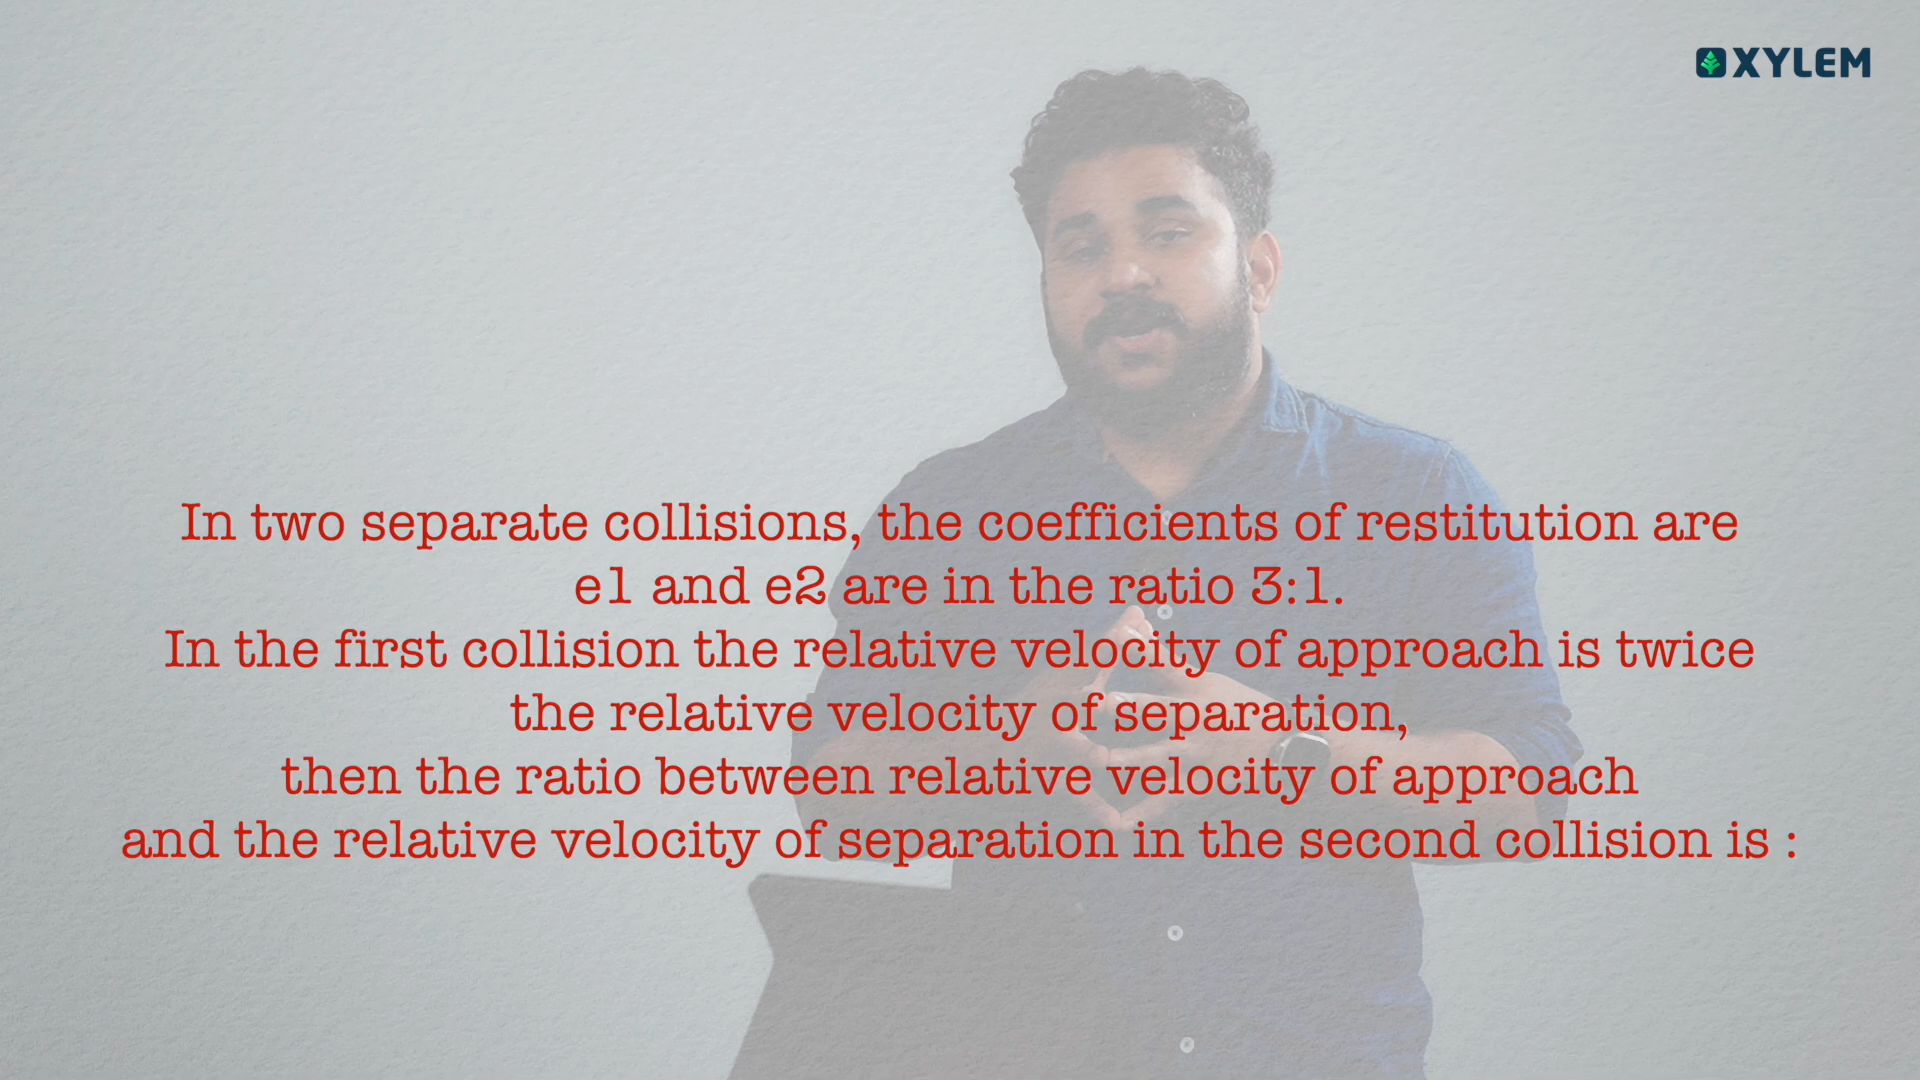 XYLEM
In two separate collisions, the coefficients of restitution are
e1 and e2 are in the ratio 3:1.
In the first collision the relative velocity of approach is twice
the relative velocity of separation,
then the ratio between relative velocity of approach
and the relative velocity of separation in the second collision is :